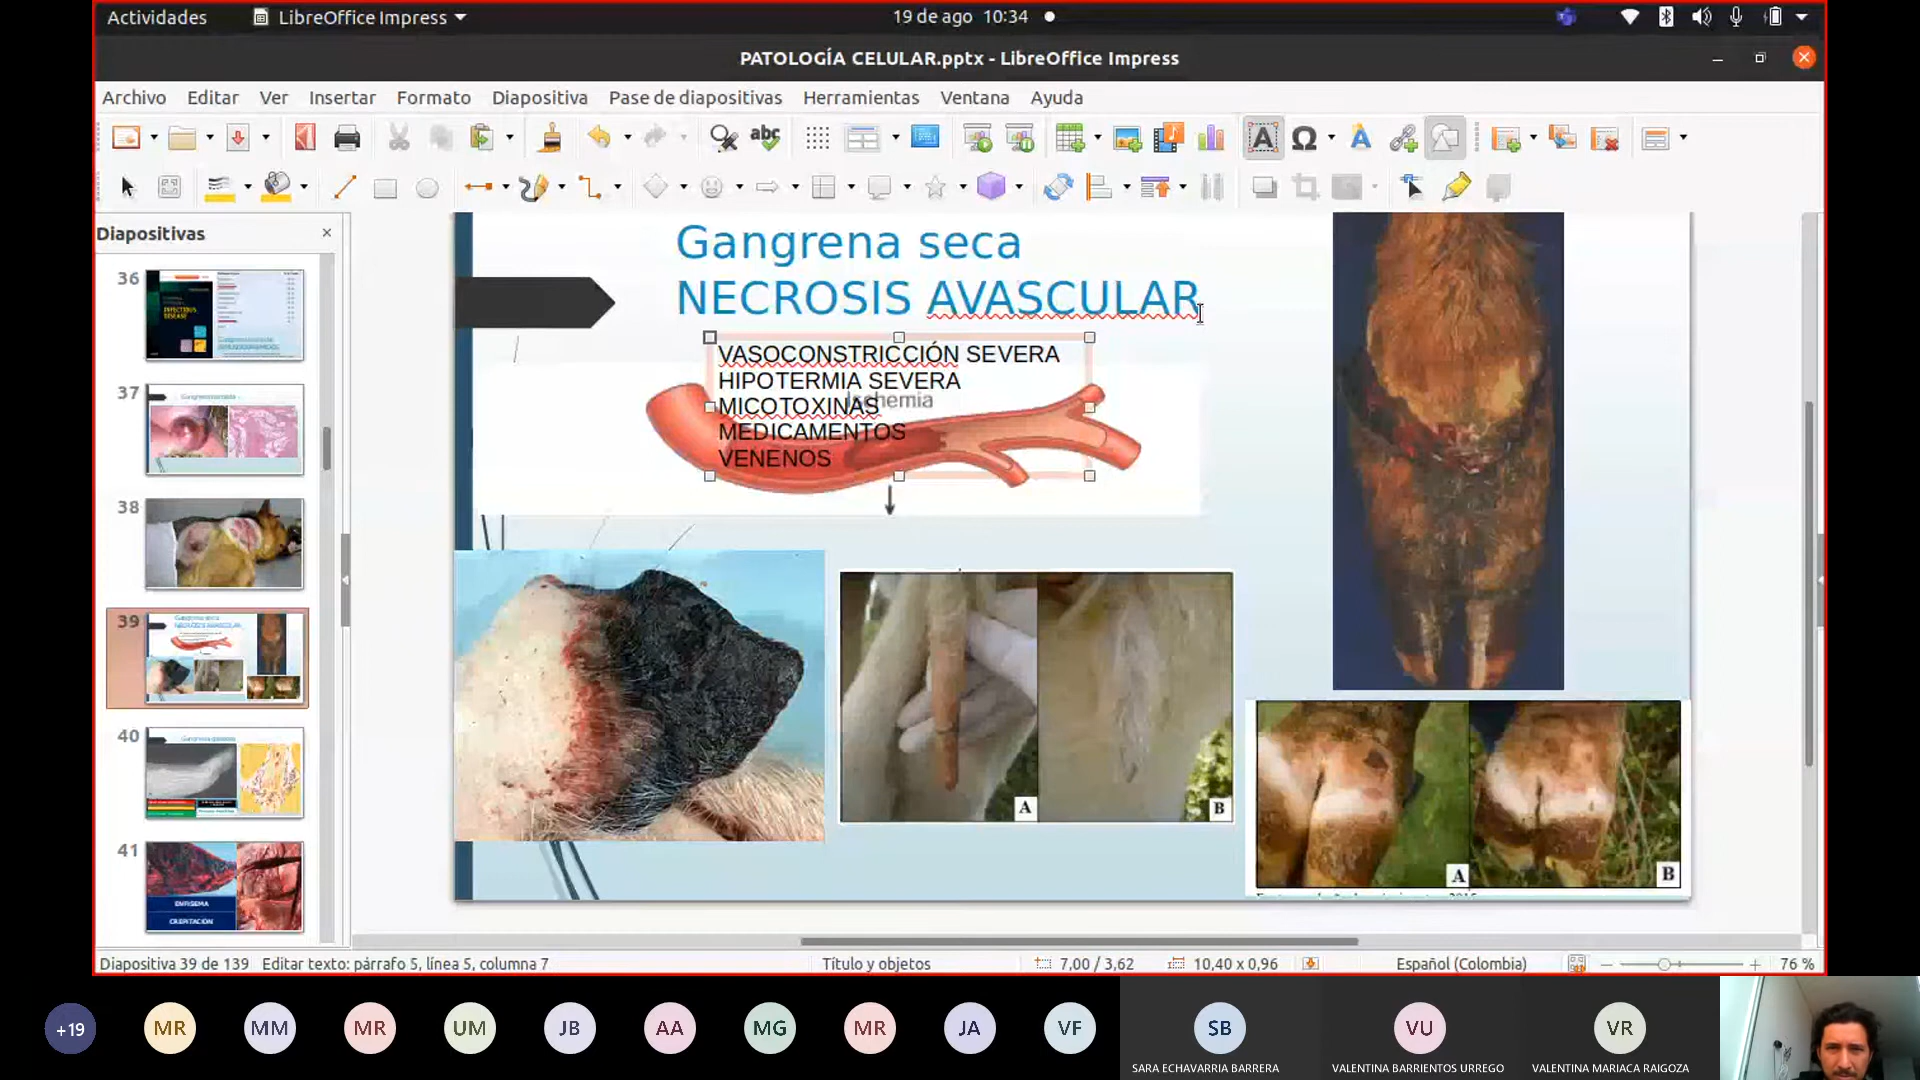 Actividades
LibreOffice Impress
19 de ago 10:34
PATOLOGÍA CELULAR.pptx - LibreOffice Impress
Archivo Editar Ver Insertar Formato Diapositiva Pase de diapositivas Herramientas Ventana Ayuda
Diapositivas
36
37
38
39
40
41
ENFISEMA
CREPITACION
Gangrena seca
NECROSIS AVASCULAR
VASOCONSTRICCIÓN SEVERA
HIPOTERMIA SEVERA
MICOTOXINAS
Ischemia
MEDICAMENTOS
VENENOS
A
B
A
B
Diapositiva 39 de 139
Editar texto: párrafo 5, línea 5, columna 7
Título y objetos
7,00 / 3,62
10,40 x 0,96
Español (Colombia)
76 %
+19
MR
MM
MR
UM
JB
AA
MG
MR
JA
VF
SB
VU
VR
SARA ECHAVARRIA BARRERA
VALENTINA BARRIENTOS URREGO
VALENTINA MARIACA RAIGOZA